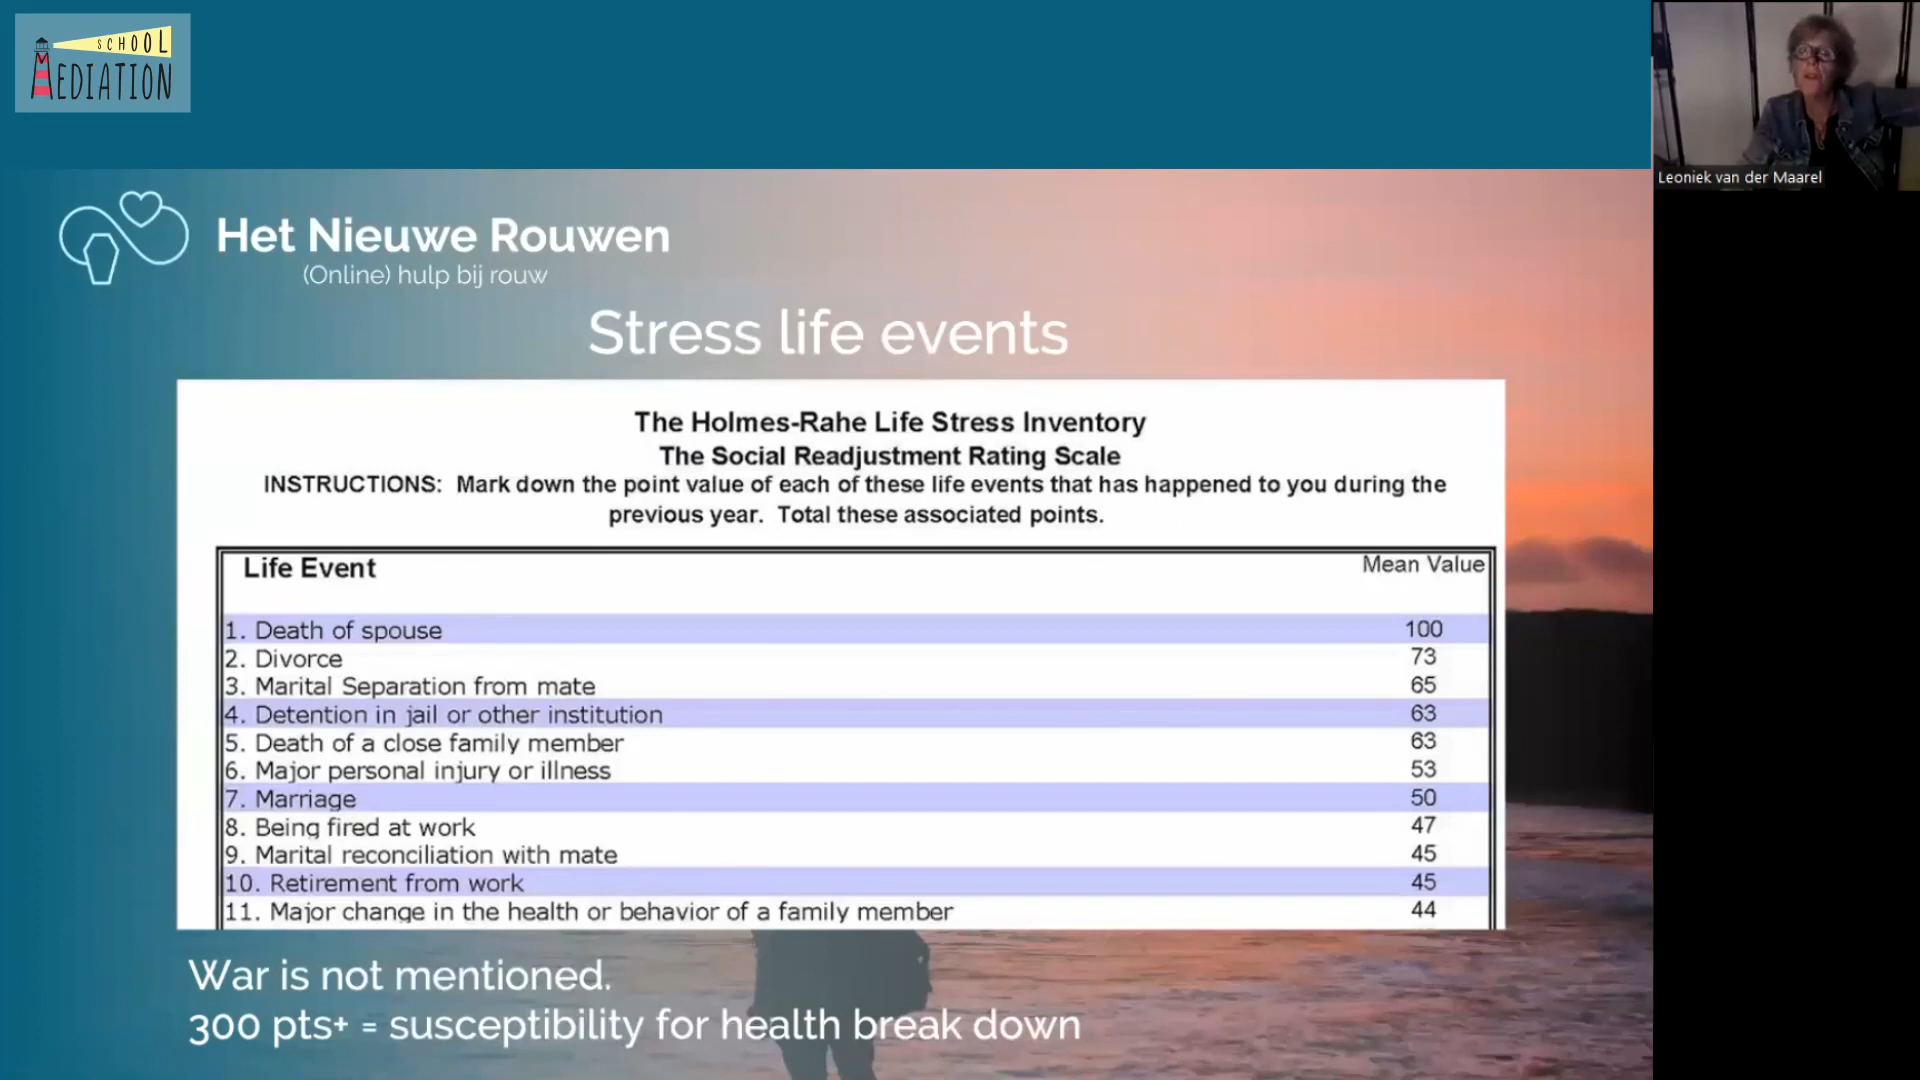 SCHOOL
MEDIATION
Leoniek van der Maarel
Het Nieuwe Rouwen
(Online) hulp bij rouw
Stress life events
The Holmes-Rahe Life Stress Inventory
The Social Readjustment Rating Scale
INSTRUCTIONS: Mark down the point value of each of these life events that has happened to you during the
previous year. Total these associated points.
Life Event Mean Value
1. Death of spouse 100
2. Divorce 73
3. Marital Separation from mate 65
4. Detention in jail or other institution 63
5. Death of a close family member 63
6. Major personal injury or illness 53
7. Marriage 50
8. Being fired at work 47
9. Marital reconciliation with mate 45
10. Retirement from work 45
11. Major change in the health or behavior of a family member 44
War is not mentioned.
300 pts+ = susceptibility for health break down